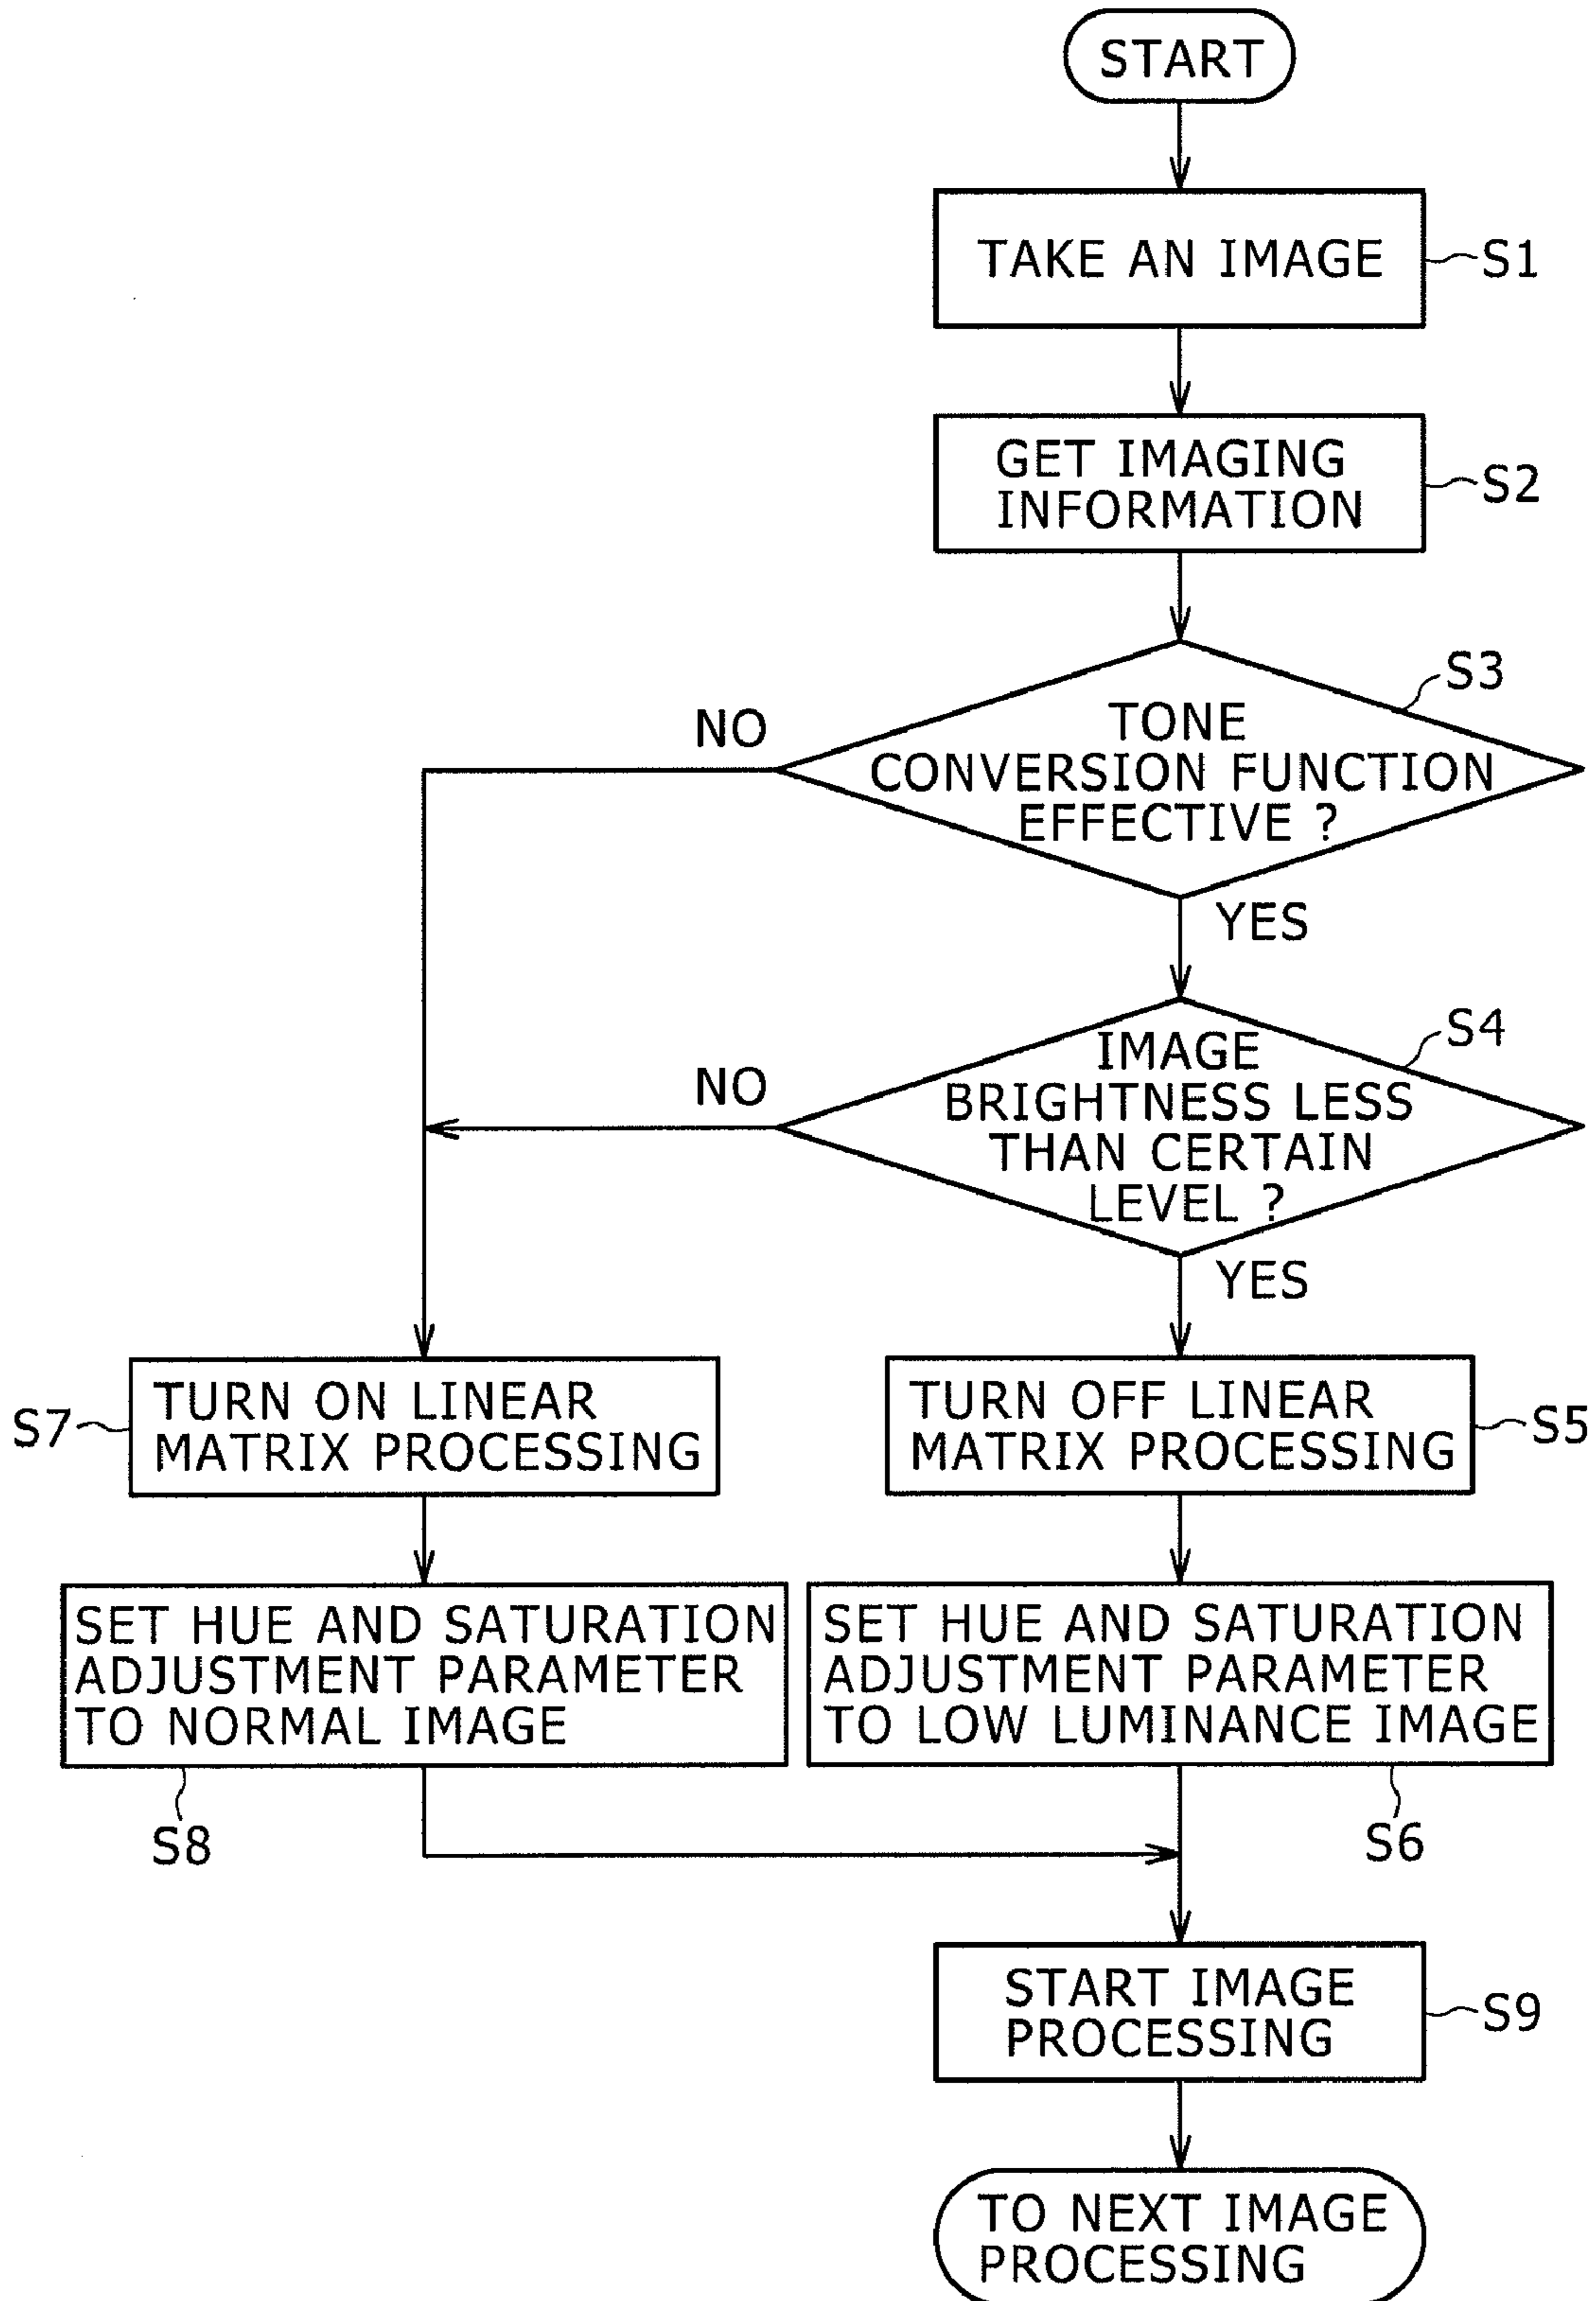 START
TAKE AN IMAGE
S1
GET IMAGING
INFORMATION
S2
S3
TONE
CONVERSION FUNCTION
EFFECTIVE ?
NO
YES
S4
IMAGE
BRIGHTNESS LESS
THAN CERTAIN
LEVEL ?
NO
YES
S7
TURN ON LINEAR
MATRIX PROCESSING
TURN OFF LINEAR
MATRIX PROCESSING
S5
SET HUE AND SATURATION
ADJUSTMENT PARAMETER
TO NORMAL IMAGE
S8
SET HUE AND SATURATION
ADJUSTMENT PARAMETER
TO LOW LUMINANCE IMAGE
S6
START IMAGE
PROCESSING
S9
TO NEXT IMAGE
PROCESSING